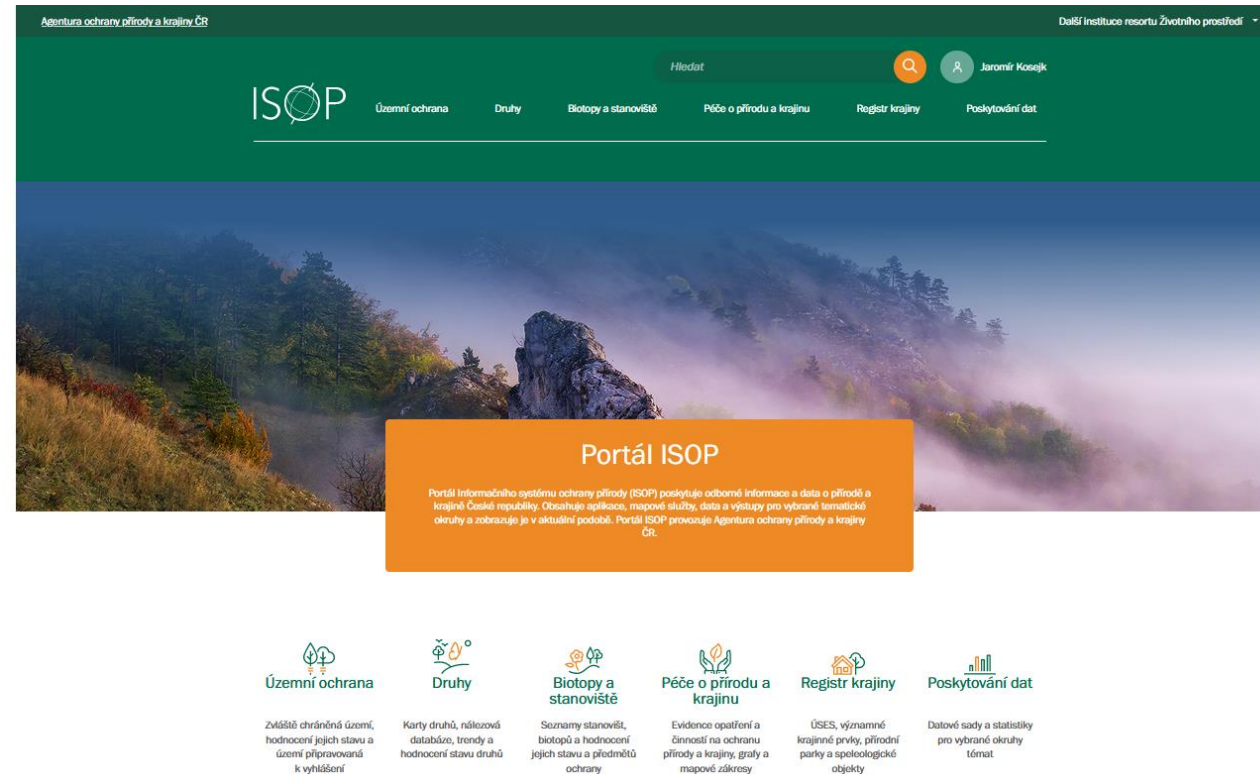 Agentura ochrany přírody a krajiny ČR
Další instituce resortu Životního prostředí
Hledat
Jaromír Kosejk
ISOP
Územní ochrana
Druhy
Biotopy a stanoviště
Péče o přírodu a krajinu
Registr krajiny
Poskytování dat
Portál ISOP
Portál Informačního systému ochrany přírody (ISOP) poskytuje odborné informace a data o přírodě a
krajině České republiky. Obsahuje aplikace, mapové služby, data a výstupy pro vybrané tematické
okruhy a zobrazuje je v aktuální podobě. Portál ISOP provozuje Agentura ochrany přírody a krajiny
ČR.
Územní ochrana
Zvláště chráněná území,
hodnocení jejich stavu a
území připravovaná
k vyhlášení
Druhy
Karty druhů, nálezová
databáze, trendy a
hodnocení stavu druhů
Biotopy a
stanoviště
Seznamy stanovišt,
biotopů a hodnocení
jejich stavu a předmětů
ochrany
Péče o přírodu a
krajinu
Evidence opatření a
činností na ochranu
přírody a krajiny, grafy a
mapové zákresy
Registr krajiny
ÚSES, významné
krajinné prvky, přírodní
parky a speleologické
objekty
Poskytování dat
Datové sady a statistiky
pro vybrané okruhy
témat